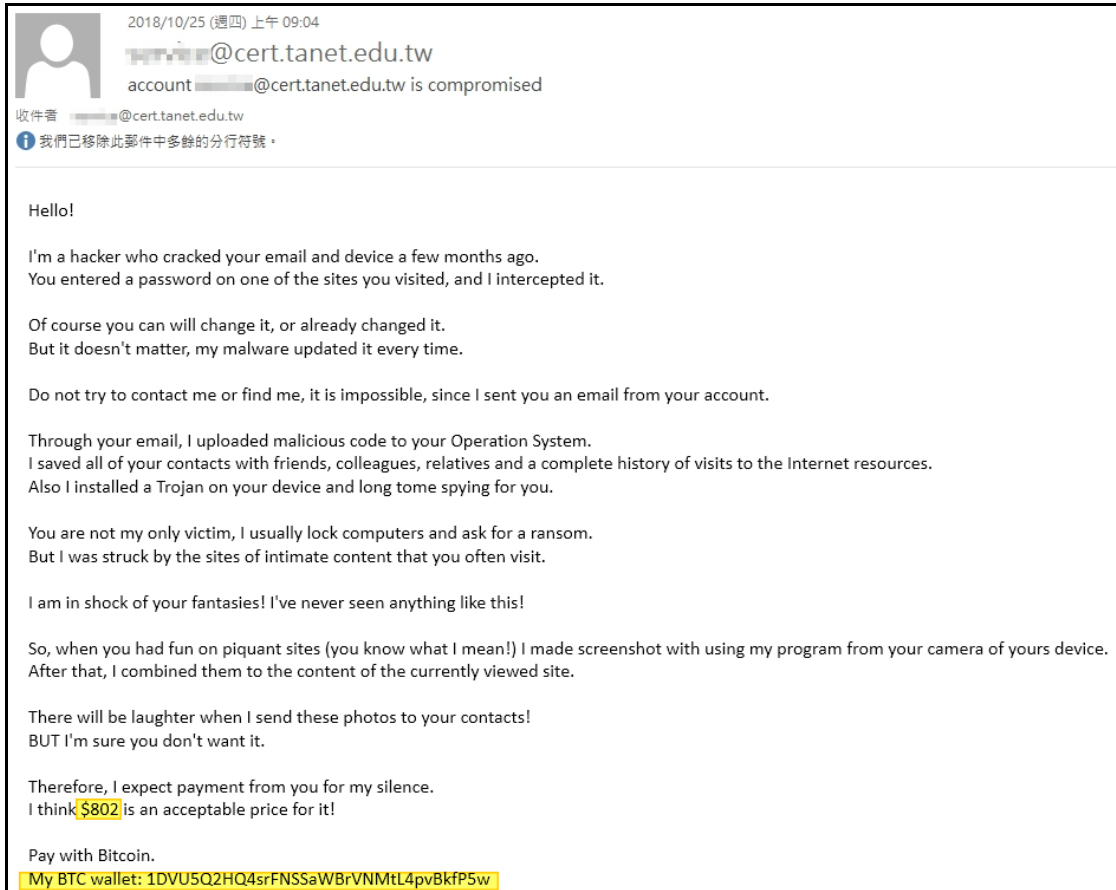 2018/10/25 (週四) 上午 09:04
@cert.tanet.edu.tw
account @cert.tanet.edu.tw is compromised
收件者 @cert.tanet.edu.tw
我們已移除此郵件中多餘的分行符號。
Hello!
I'm a hacker who cracked your email and device a few months ago.
You entered a password on one of the sites you visited, and I intercepted it.
Of course you can will change it, or already changed it.
But it doesn't matter, my malware updated it every time.
Do not try to contact me or find me, it is impossible, since I sent you an email from your account.
Through your email, I uploaded malicious code to your Operation System.
I saved all of your contacts with friends, colleagues, relatives and a complete history of visits to the Internet resources.
Also I installed a Trojan on your device and long tome spying for you.
You are not my only victim, I usually lock computers and ask for a ransom.
But I was struck by the sites of intimate content that you often visit.
I am in shock of your fantasies! I've never seen anything like this!
So, when you had fun on piquant sites (you know what I mean!) I made screenshot with using my program from your camera of yours device.
After that, I combined them to the content of the currently viewed site.
There will be laughter when I send these photos to your contacts!
BUT I'm sure you don't want it.
Therefore, I expect payment from you for my silence.
I think $802 is an acceptable price for it!
Pay with Bitcoin.
My BTC wallet: 1DVU5Q2HQ4srFNSSaWBrVNMtL4pvBkfP5w